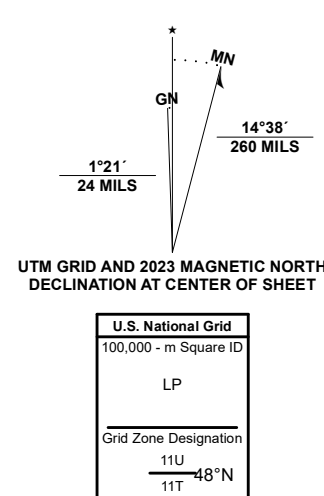 ★
MN
GN
14°38´
260 MILS
1°21´
24 MILS
UTM GRID AND 2023 MAGNETIC NORTH
DECLINATION AT CENTER OF SHEET
U.S. National Grid
100,000 - m Square ID
LP
Grid Zone Designation
11U
48°N
11T